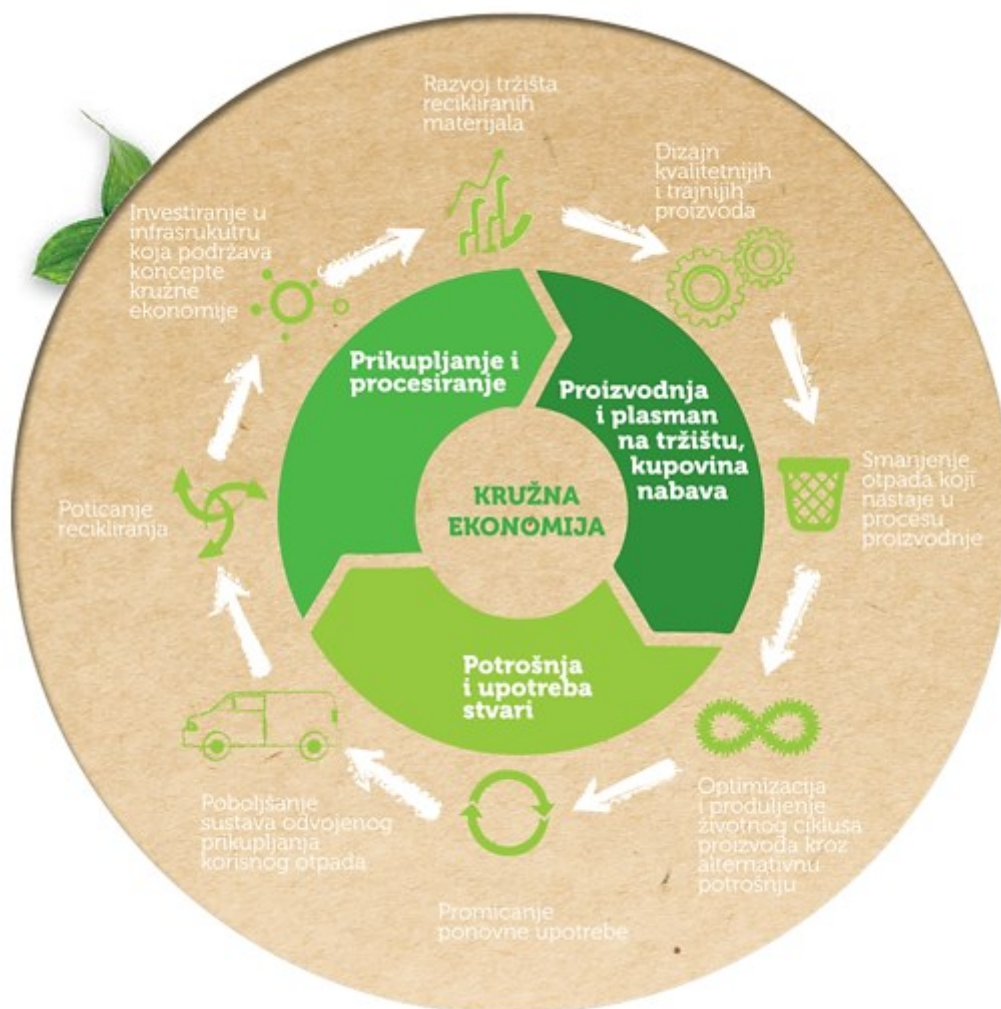 Razvoj tržišta
recikliranih
materijala
Dizajn
kvalitetnijih
i trajnijih
proizvoda
Smanjenje
otpada koji
nastaje u
procesu
proizvodnje
Optimizacija
i produljenje
životnog ciklusa
proizvoda kroz
alternativnu
potrošnju
Promicanje
ponovne upotrebe
Poboljšanje
sustava odvojenog
prikupljanja
korisnog otpada
Poticanje
recikliranja
Investiranje u
infrasrukutru
koja podržava
koncepte
kružne
ekonomije
Prikupljanje i
procesiranje
Proizvodnja
i plasman
na tržištu,
kupovina
nabava
Potrošnja
i upotreba
stvari
KRUŽNA
EKONOMIJA